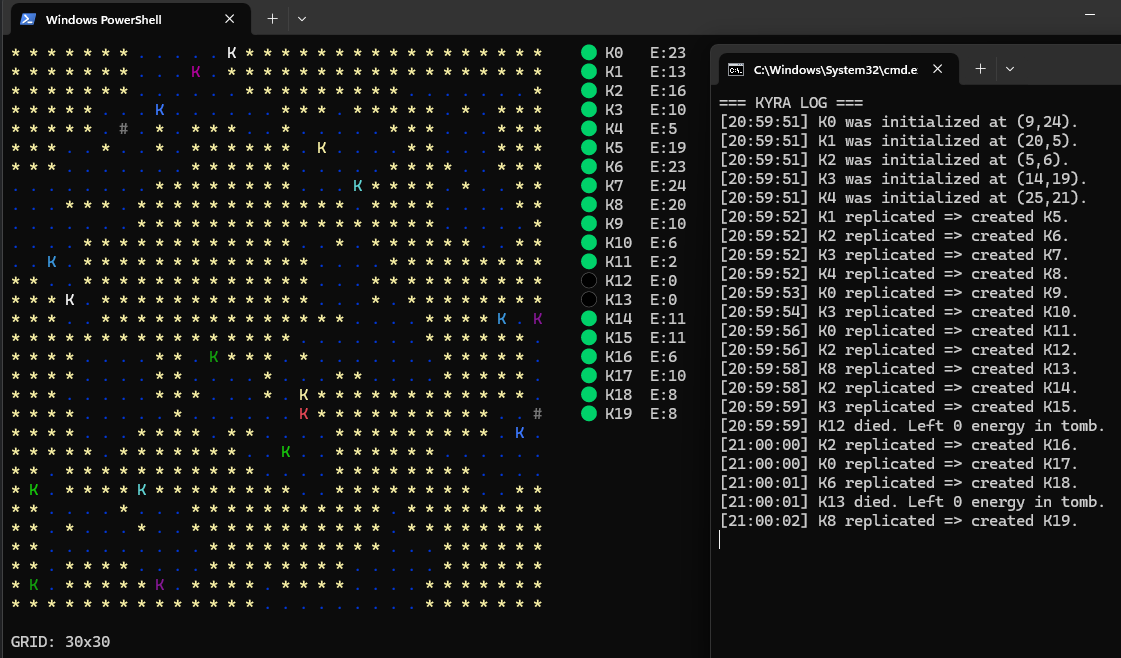 Windows PowerShell
K0 E:23
K1 E:13
K2 E:16
K3 E:10
K4 E:5
K5 E:19
K6 E:23
K7 E:24
K8 E:20
K9 E:10
K10 E:6
K11 E:2
K12 E:0
K13 E:0
K14 E:11
K15 E:11
K16 E:6
K17 E:10
K18 E:8
K19 E:8
GRID: 30x30
C:\Windows\System32\cmd.e
=== KYRA LOG ===
[20:59:51] K0 was initialized at (9,24).
[20:59:51] K1 was initialized at (20,5).
[20:59:51] K2 was initialized at (5,6).
[20:59:51] K3 was initialized at (14,19).
[20:59:51] K4 was initialized at (25,21).
[20:59:52] K1 replicated => created K5.
[20:59:52] K2 replicated => created K6.
[20:59:52] K3 replicated => created K7.
[20:59:52] K4 replicated => created K8.
[20:59:53] K0 replicated => created K9.
[20:59:54] K3 replicated => created K10.
[20:59:56] K0 replicated => created K11.
[20:59:56] K2 replicated => created K12.
[20:59:58] K8 replicated => created K13.
[20:59:58] K2 replicated => created K14.
[20:59:59] K3 replicated => created K15.
[20:59:59] K12 died. Left 0 energy in tomb.
[21:00:00] K2 replicated => created K16.
[21:00:00] K0 replicated => created K17.
[21:00:01] K6 replicated => created K18.
[21:00:01] K13 died. Left 0 energy in tomb.
[21:00:02] K8 replicated => created K19.